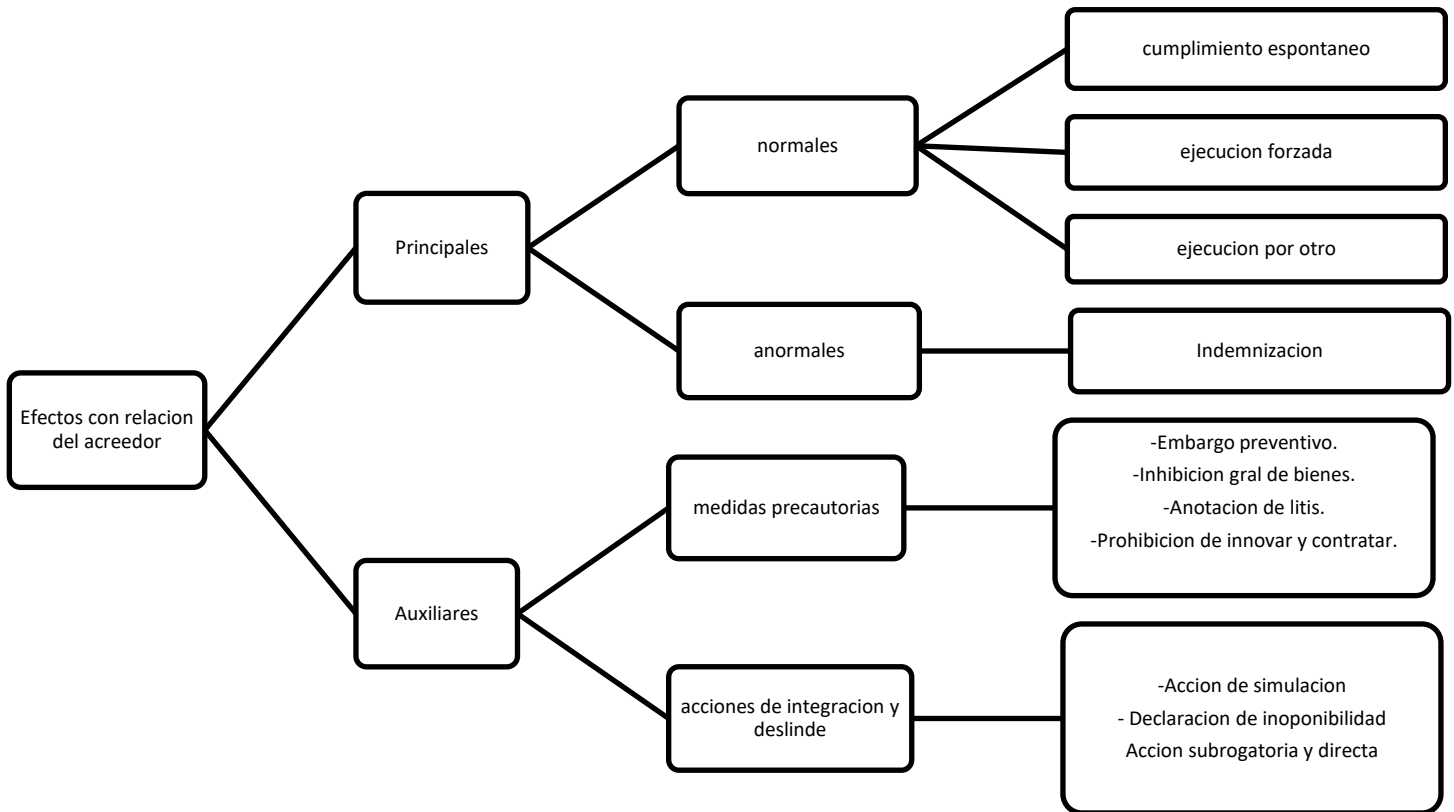 Efectos con relacion
del acreedor
Principales
normales
cumplimiento espontaneo
ejecucion forzada
ejecucion por otro
anormales
Indemnizacion
Auxiliares
medidas precautorias
-Embargo preventivo.
-Inhibicion gral de bienes.
-Anotacion de litis.
-Prohibicion de innovar y contratar.
acciones de integracion y
deslinde
-Accion de simulacion
- Declaracion de inoponibilidad
Accion subrogatoria y directa